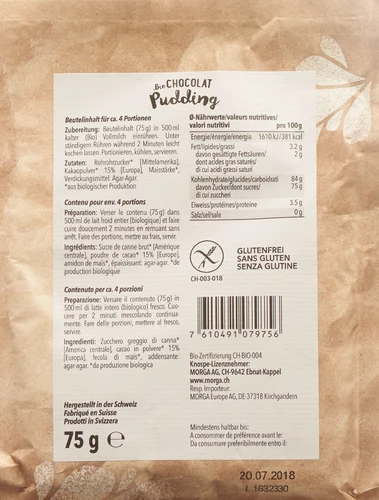 Bio CHOCOLAT
Pudding
Beutelinhalt für ca. 4 Portionen
Zubereitung: Beutelinhalt (75g) in 500ml
kalter (Bio) Vollmilch einrühren. Unter
ständigem Rühren während 2 Minuten leicht
kochen lassen. Portionieren, kühlen, servieren.
Zutaten: Rohrohrzucker* [Mittelamerika],
Kakaopulver* 15% [Europa], Maisstärke*,
Verdickungsmittel: Agar Agar.
*aus biologischer Produktion
Contenu pour env. 4 portions
Préparation: Verser le contenu (75g) dans
500 ml de lait froid entier (biologique) et faire
cuire doucement 2 minutes en remuant sans
arrêt. Faire des portions, mettre au frais, servir.
Ingrédients: Sucre de canne brut* [Amérique
centrale], poudre de cacao* 15% [Europe],
amidon de maïs*, épaississant: agar-agar. *de
production biologique
Contenuto per ca. 4 porzioni
Preparazione: Versare il contenuto (75g) in
500 ml di latte intero (biologico) fresco. Cuo-
cere per 2 minuti mescolando continua-
mente. Fare delle porzioni, mettere al fresco,
servire.
Ingredienti: Zucchero greggio di canna*
[America centrale], cacao in polvere* 15%
[Europa], fecola di mais*, addensante:
agar-agar. *da produzione biologica
Hergestellt in der Schweiz
Fabriqué en Suisse
Prodotti in Svizzera
75 g e
Ø-Nährwerte/valeurs nutritives/
valori nutritivi pro 100g
Energie/énergie/energia 1610 kJ/381 kcal
Fett/lipides/grassi 3.2 g
davon gesättigte Fettsäuren/ 2 g
dont acides gras saturés/
di cui acidi grassi saturi
Kohlenhydrate/glucides/carboidrati 84 g
davon Zucker/dont sucres/ 75 g
di cui zuccheri
Eiweiss/protéines/proteine 3.5 g
Salz/sel/sale 0 g
GLUTENFREI
SANS GLUTEN
SENZA GLUTINE
CH-003-018
7 610491 079756
Bio Zertifizierung CH-BIO-004
Knospe-Lizenznehmer:
MORGA AG, CH-9642 Ebnat-Kappel
www.morga.ch
Resp. Importeur:
MORGA Europe AG, DE-37318 Kirchgandern
Mindestens haltbar bis:
A consommer de préférence avant le:
Da consumare preferibilmente entro il:
20.07.2018
L 1832330